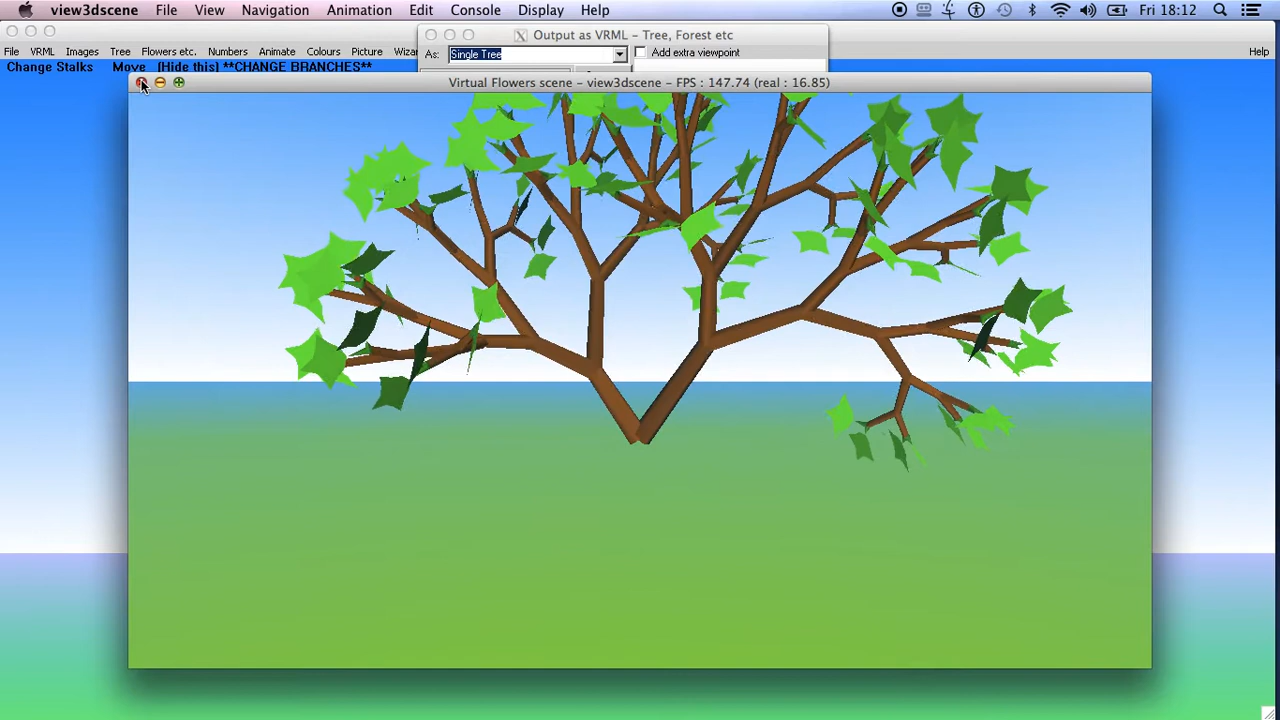 view3dscene File View Navigation Animation Edit Console Display Help Fri 18:12
Output as VRML - Tree, Forest etc
File VRML Images Tree Flowers etc. Numbers Animate Colours Picture Help
As: Single Tree Add extra viewpoint
Change Stalks Move (Hide this) **CHANGE BRANCHES**
Virtual Flowers scene - view3dscene - FPS : 147.74 (real : 16.85)